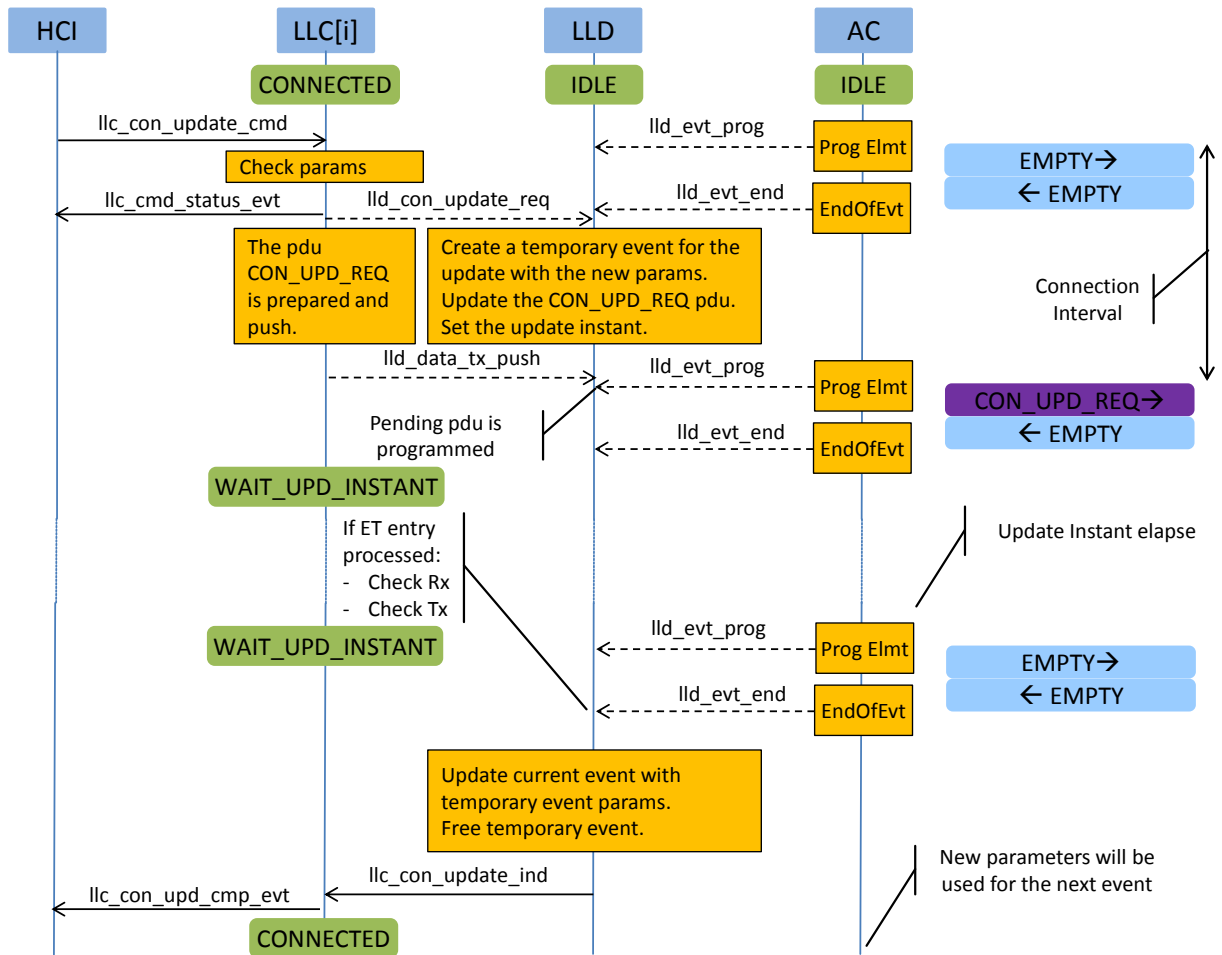 HCI
LLC[i]
LLD
AC
CONNECTED
IDLE
IDLE
llc_con_update_cmd
lld_evt_prog
Prog Elmt
EMPTY→
Check params
← EMPTY
llc_cmd_status_evt
lld_con_update_req
lld_evt_end
EndOfEvt
The pdu
CON_UPD_REQ
is prepared and
push.
Create a temporary event for the
update with the new params.
Update the CON_UPD_REQ pdu.
Set the update instant.
Connection
Interval
lld_data_tx_push
lld_evt_prog
Prog Elmt
CON_UPD_REQ→
Pending pdu is
programmed
lld_evt_end
EndOfEvt
← EMPTY
WAIT_UPD_INSTANT
If ET entry
processed:
- Check Rx
- Check Tx
Update Instant elapse
WAIT_UPD_INSTANT
lld_evt_prog
Prog Elmt
EMPTY→
← EMPTY
lld_evt_end
EndOfEvt
Update current event with
temporary event params.
Free temporary event.
New parameters will be
used for the next event
llc_con_update_ind
llc_con_upd_cmp_evt
CONNECTED